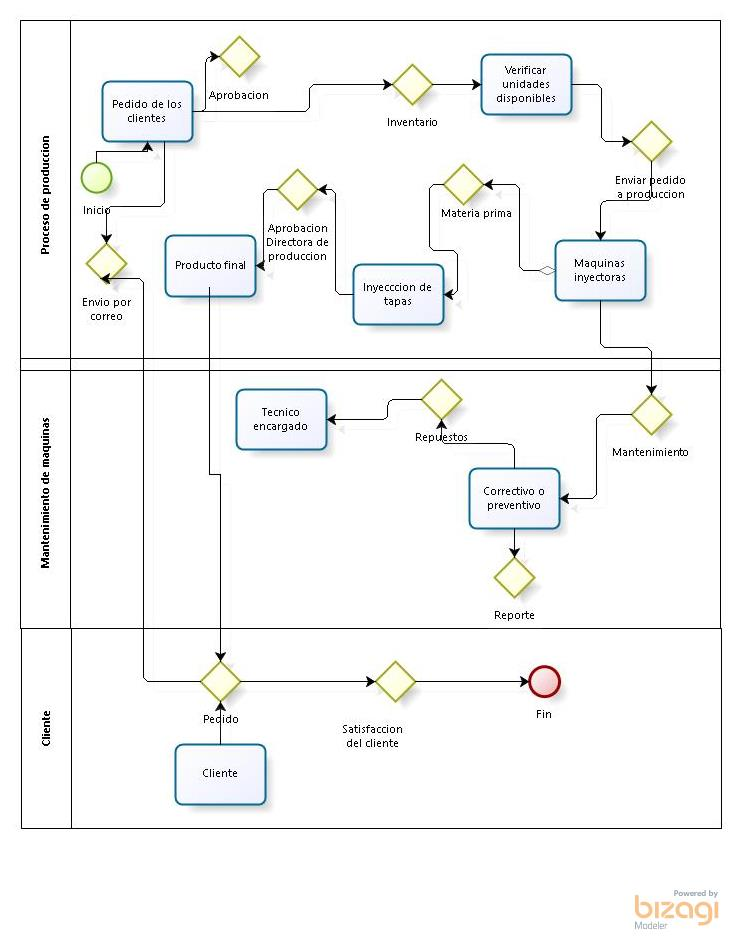 Proceso de produccion
Aprobacion
Pedido de los
clientes
Inventario
Verificar
unidades
disponibles
Inicio
Enviar pedido
a produccion
Materia prima
Aprobacion
Directora de
produccion
Envio por
correo
Producto final
Inyecccion de
tapas
Maquinas
inyectoras
Mantenimiento de maquinas
Tecnico
encargado
Repuestos
Mantenimiento
Correctivo o
preventivo
Reporte
Cliente
Pedido
Satisfaccion
del cliente
Fin
Cliente
Powered by
bizagi
Modeler